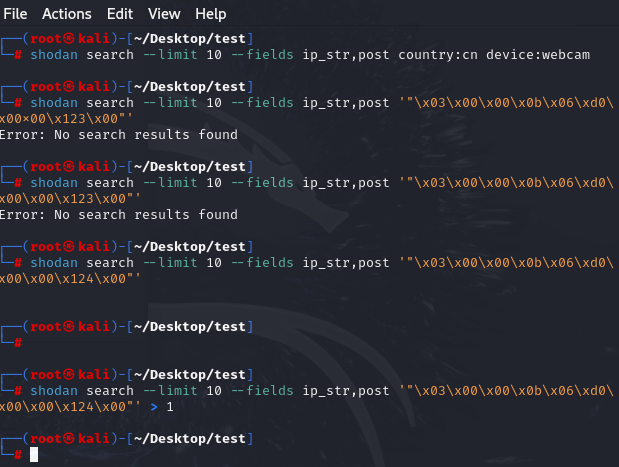 File Actions Edit View Help
┌──(root㉿kali)-[~/Desktop/test]
└─# shodan search --limit 10 --fields ip_str,post country:cn device:webcam
┌──(root㉿kali)-[~/Desktop/test]
└─# shodan search --limit 10 --fields ip_str,post '"\x03\x00\x00\x0b\x06\xd0\
x00×00\x123\x00"'
Error: No search results found
┌──(root㉿kali)-[~/Desktop/test]
└─# shodan search --limit 10 --fields ip_str,post '"\x03\x00\x00\x0b\x06\xd0\
x00\x00\x123\x00"'
Error: No search results found
┌──(root㉿kali)-[~/Desktop/test]
└─# shodan search --limit 10 --fields ip_str,post '"\x03\x00\x00\x0b\x06\xd0\
x00\x00\x124\x00"'
┌──(root㉿kali)-[~/Desktop/test]
└─#
┌──(root㉿kali)-[~/Desktop/test]
└─# shodan search --limit 10 --fields ip_str,post '"\x03\x00\x00\x0b\x06\xd0\
x00\x00\x124\x00"' > 1
┌──(root㉿kali)-[~/Desktop/test]
└─#